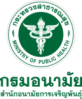 กระทรวงสาธารณสุข
MINISTRY OF PUBLIC HEALTH
กรมอนามัย
สำนักอนามัยการเจริญพันธุ์